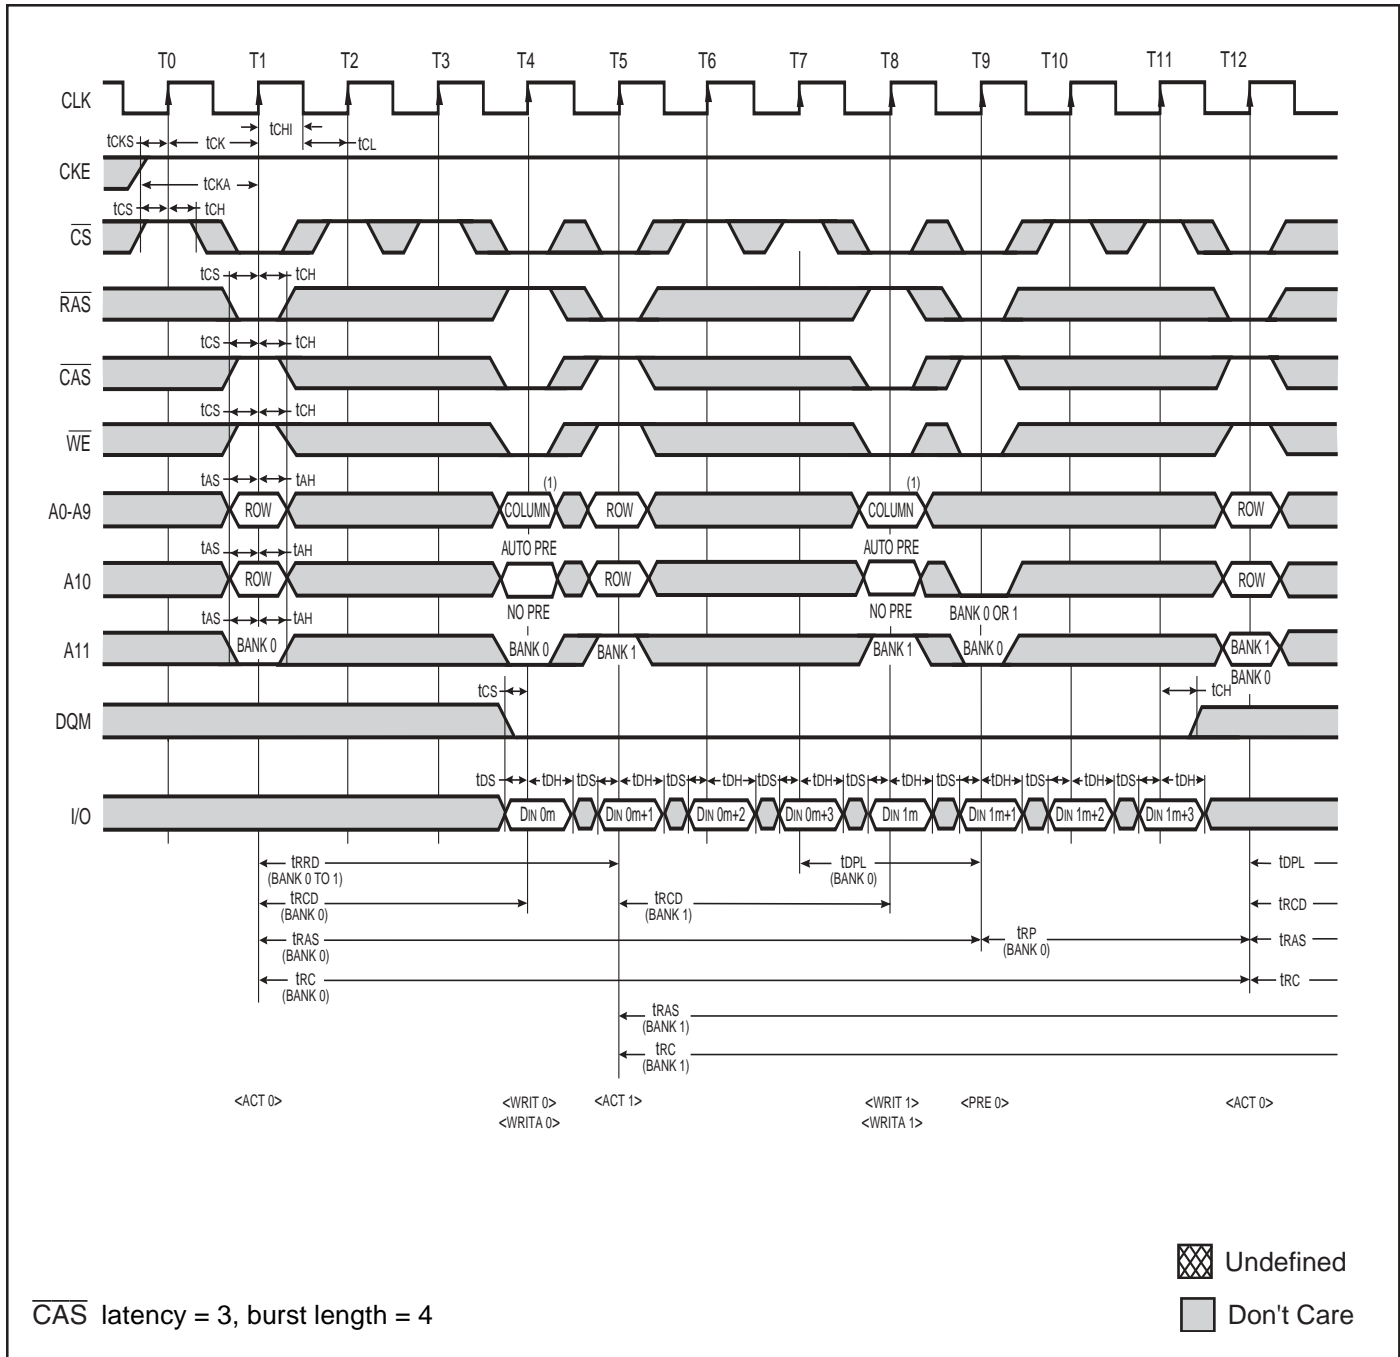 T0 T1 T2 T3 T4 T5 T6 T7 T8 T9 T10 T11 T12
CLK
tCHI
tCKS tCK tCL
CKE
tCKA
tCS tCH
CS
tCS tCH
RAS
tCS tCH
CAS
tCS tCH
WE
tAS tAH (1) (1)
A0-A9 ROW COLUMN ROW COLUMN ROW
tAS tAH AUTO PRE AUTO PRE
A10 ROW ROW ROW
tAS tAH NO PRE NO PRE BANK 0 OR 1
A11 BANK 0 BANK 0 BANK 1 BANK 1 BANK 0 BANK 1
BANK 0
tCS tCH
DQM
tDS tDH tDS tDH tDS tDH tDS tDH tDS tDH tDS tDH tDS tDH tDS tDH
I/O DIN 0m DIN 0m+1 DIN 0m+2 DIN 0m+3 DIN 1m DIN 1m+1 DIN 1m+2 DIN 1m+3
tRRD tDPL tDPL
(BANK 0 TO 1) (BANK 0)
tRCD tRCD tRCD
(BANK 0) (BANK 1)
tRAS tRP tRAS
(BANK 0) (BANK 0)
tRC tRC
(BANK 0)
tRAS
(BANK 1)
tRC
(BANK 1)
<ACT 0> <WRIT 0> <ACT 1> <WRIT 1> <PRE 0> <ACT 0>
<WRITA 0> <WRITA 1>
Undefined
CAS latency = 3, burst length = 4
Don't Care